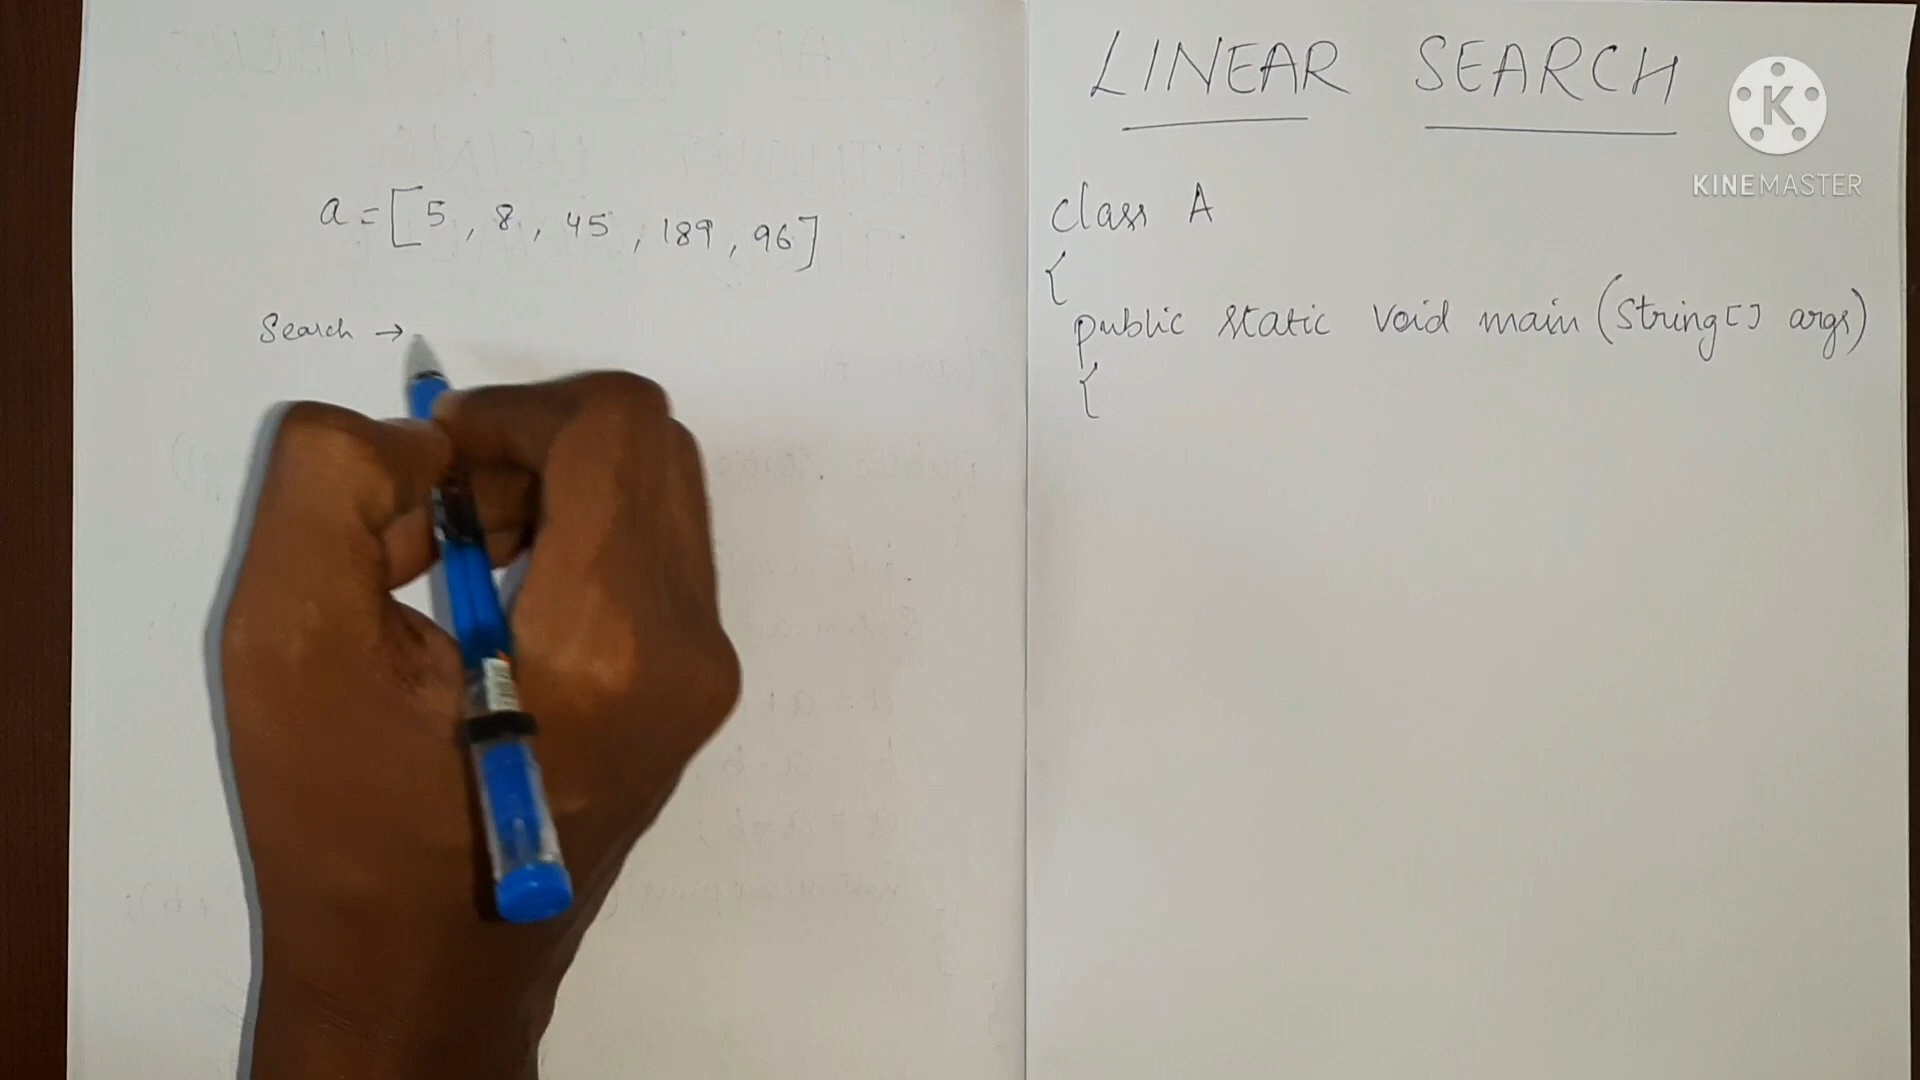 a = [5, 8, 45, 189, 96]
Search →
LINEAR SEARCH
class A
{
public static void main (String[] args)
{
K
KINEMASTER